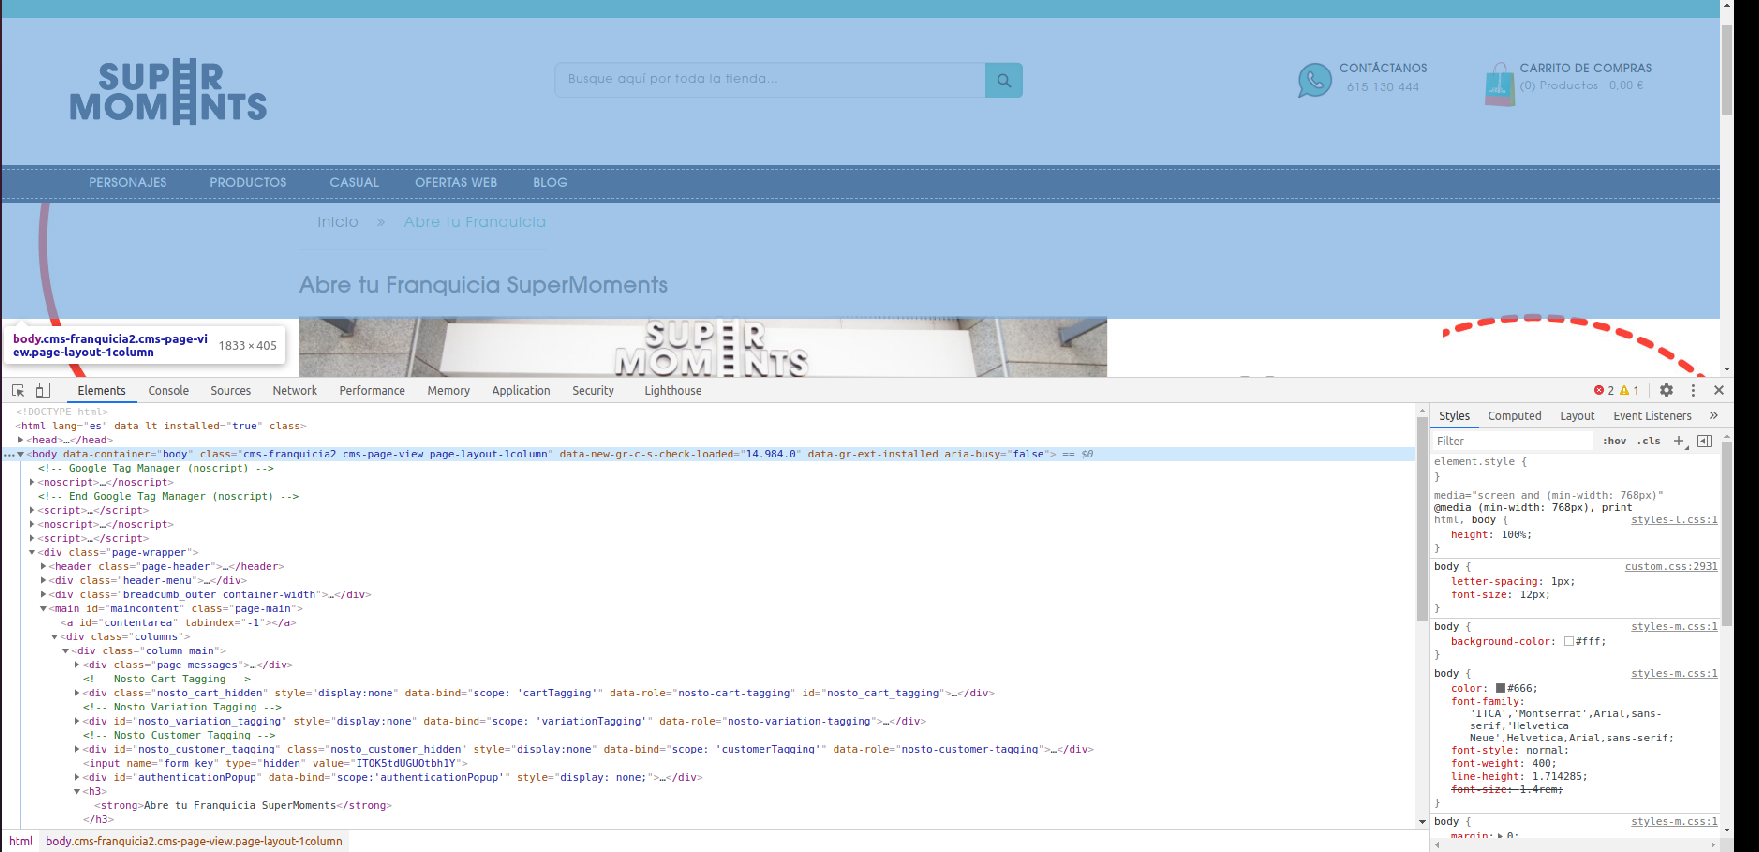 SUPER
MOMENTS
Busque aquí por toda la tienda...
CONTÁCTANOS
615 130 444
CARRITO DE COMPRAS
(0) Productos - 0,00 €
PERSONAJES PRODUCTOS CASUAL OFERTAS WEB BLOG
Inicio » Abre Tu Franquicia
Abre tu Franquicia SuperMoments
SUPER
MOMENTS
body.cms-franquicia2.cms-page-vi
ew.page-layout-1column 1833 × 405
Elements Console Sources Network Performance Memory Application Security Lighthouse 2 1
<!DOCTYPE html>
<html lang="es" data-lt-installed="true" class>
<head>…</head>
<body data-container="body" class="cms-franquicia2 cms-page-view page-layout-1column" data-new-gr-c-s-check-loaded="14.984.0" data-gr-ext-installed aria-busy="false"> == $0
<!-- Google Tag Manager (noscript) -->
<noscript>…</noscript>
<!-- End Google Tag Manager (noscript) -->
<script>…</script>
<noscript>…</noscript>
<script>…</script>
<div class="page-wrapper">
<header class="page-header">…</header>
<div class="header-menu">…</div>
<div class="breadcumb_outer container-width">…</div>
<main id="maincontent" class="page-main">
<a id="contentarea" tabindex="-1"></a>
<div class="columns">
<div class="column main">
<div class="page messages">…</div>
<!-- Nosto Cart Tagging -->
<div class="nosto_cart_hidden" style="display:none" data-bind="scope: 'cartTagging'" data-role="nosto-cart-tagging" id="nosto_cart_tagging">…</div>
<!-- Nosto Variation Tagging -->
<div id="nosto_variation_tagging" style="display:none" data-bind="scope: 'variationTagging'" data-role="nosto-variation-tagging">…</div>
<!-- Nosto Customer Tagging -->
<div id="nosto_customer_tagging" class="nosto_customer_hidden" style="display:none" data-bind="scope: 'customerTagging'" data-role="nosto-customer-tagging">…</div>
<input name="form_key" type="hidden" value="ITOK5tdUGUOtbh1Y">
<div id="authenticationPopup" data-bind="scope:'authenticationPopup'" style="display: none;">…</div>
<h3>
<strong>Abre tu Franquicia SuperMoments</strong>
</h3>
html body.cms-franquicia2.cms-page-view.page-layout-1column
Styles Computed Layout Event Listeners »
Filter :hov .cls +
element.style {
}
media="screen and (min-width: 768px)"
@media (min-width: 768px), print
html, body { styles-l.css:1
height: 100%;
}
body { custom.css:2931
letter-spacing: 1px;
font-size: 12px;
}
body { styles-m.css:1
background-color: #fff;
}
body { styles-m.css:1
color: #666;
font-family:
'ITCA','Montserrat',Arial,sans-
serif,'Helvetica
Neue',Helvetica,Arial,sans-serif;
font-style: normal;
font-weight: 400;
line-height: 1.714285;
font-size: 1.4rem;
}
body { styles-m.css:1
margin: 0;